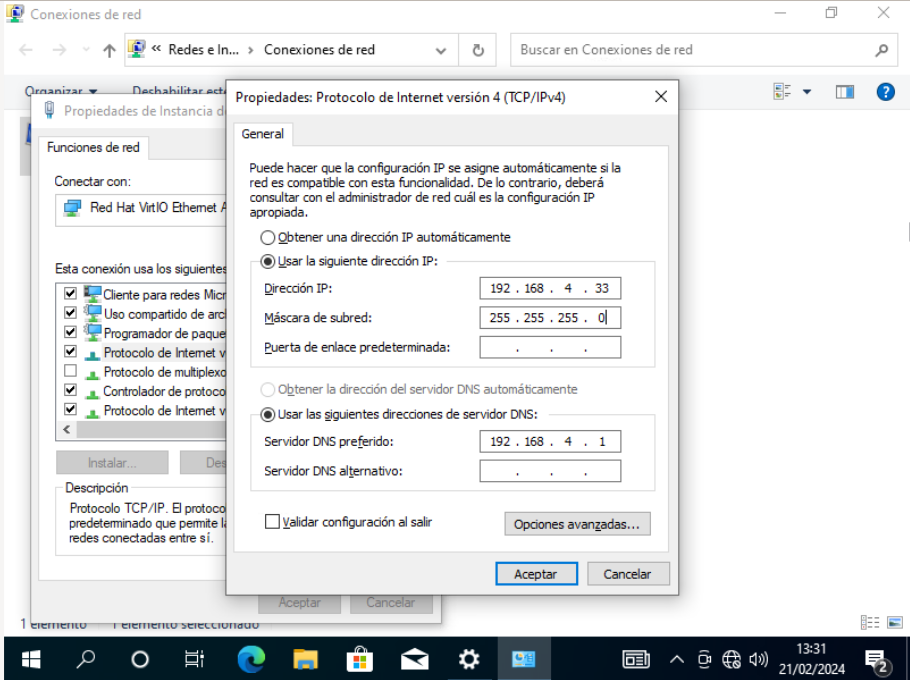 Conexiones de red
« Redes e In... › Conexiones de red
Buscar en Conexiones de red
Organizar
Deshabilitar este
Propiedades de Instancia d
Funciones de red
Conectar con:
Red Hat VirtIO Ethernet A
Esta conexión usa los siguientes
Cliente para redes Micr
Uso compartido de arc
Programador de paque
Protocolo de Internet v
Protocolo de multiplexo
Controlador de protoco
Protocolo de Internet v
Instalar...
Des
Descripción
Protocolo TCP/IP. El protoco
predeterminado que permite la
redes conectadas entre sí.
Aceptar
Cancelar
Propiedades: Protocolo de Internet versión 4 (TCP/IPv4)
General
Puede hacer que la configuración IP se asigne automáticamente si la
red es compatible con esta funcionalidad. De lo contrario, deberá
consultar con el administrador de red cuál es la configuración IP
apropiada.
Obtener una dirección IP automáticamente
Usar la siguiente dirección IP:
Dirección IP: 192 . 168 . 4 . 33
Máscara de subred: 255 . 255 . 255 . 0
Puerta de enlace predeterminada: . . .
Obtener la dirección del servidor DNS automáticamente
Usar las siguientes direcciones de servidor DNS:
Servidor DNS preferido: 192 . 168 . 4 . 1
Servidor DNS alternativo: . . .
Validar configuración al salir
Opciones avanzadas...
Aceptar
Cancelar
1 elemento 1 elemento seleccionado
13:31
21/02/2024
2